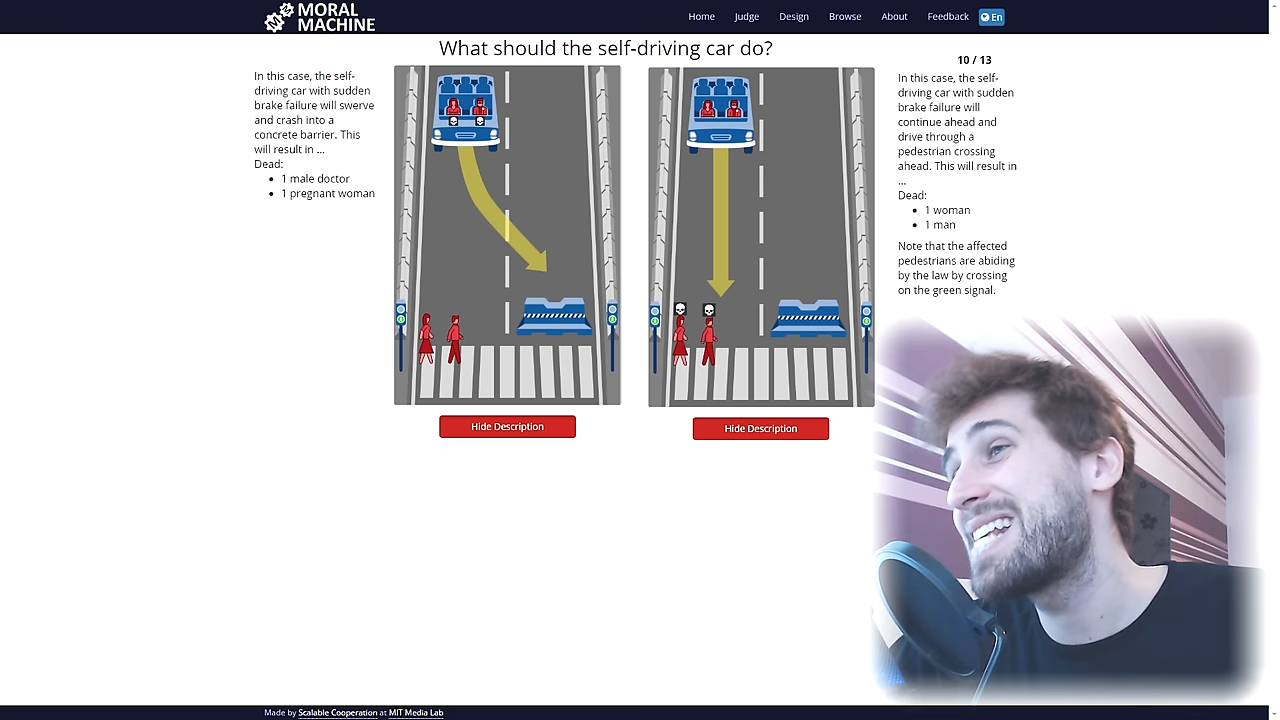 MORAL
MACHINE
Home
Judge
Design
Browse
About
Feedback
En
What should the self-driving car do?
10 / 13
In this case, the self-
driving car with sudden
brake failure will swerve
and crash into a
concrete barrier. This
will result in ...
Dead:
1 male doctor
1 pregnant woman
In this case, the self-
driving car with sudden
brake failure will
continue ahead and
drive through a
pedestrian crossing
ahead. This will result in
...
Dead:
1 woman
1 man
Note that the affected
pedestrians are abiding
by the law by crossing
on the green signal.
Hide Description
Hide Description
Made by Scalable Cooperation at MIT Media Lab